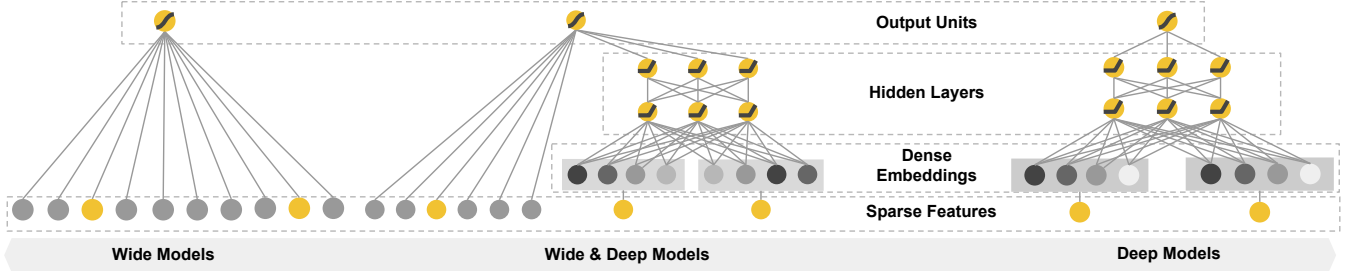 Output Units
Hidden Layers
Dense
Embeddings
Sparse Features
Wide Models
Wide & Deep Models
Deep Models